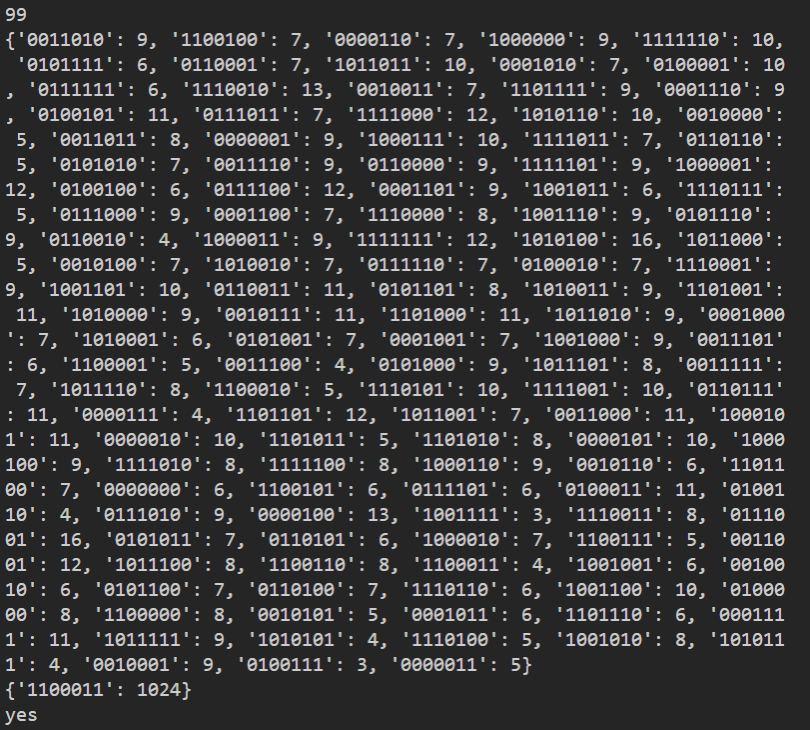 99
{'0011010': 9, '1100100': 7, '0000110': 7, '1000000': 9, '1111110': 10,
 '0101111': 6, '0110001': 7, '1011011': 10, '0001010': 7, '0100001': 10
, '0111111': 6, '1110010': 13, '0010011': 7, '1101111': 9, '0001110': 9
, '0100101': 11, '0111011': 7, '1111000': 12, '1010110': 10, '0010000':
 5, '0011011': 8, '0000001': 9, '1000111': 10, '1111011': 7, '0110110':
 5, '0101010': 7, '0011110': 9, '0110000': 9, '1111101': 9, '1000001':
12, '0100100': 6, '0111100': 12, '0001101': 9, '1001011': 6, '1110111':
 5, '0111000': 9, '0001100': 7, '1110000': 8, '1001110': 9, '0101110':
9, '0110010': 4, '1000011': 9, '1111111': 12, '1010100': 16, '1011000':
 5, '0010100': 7, '1010010': 7, '0111110': 7, '0100010': 7, '1110001':
9, '1001101': 10, '0110011': 11, '0101101': 8, '1010011': 9, '1101001':
 11, '1010000': 9, '0010111': 11, '1101000': 11, '1011010': 9, '0001000
': 7, '1010001': 6, '0101001': 7, '0001001': 7, '1001000': 9, '0011101'
: 6, '1100001': 5, '0011100': 4, '0101000': 9, '1011101': 8, '0011111':
 7, '1011110': 8, '1100010': 5, '1110101': 10, '1111001': 10, '0110111'
: 11, '0000111': 4, '1101101': 12, '1011001': 7, '0011000': 11, '100010
1': 11, '0000010': 10, '1101011': 5, '1101010': 8, '0000101': 10, '1000
100': 9, '1111010': 8, '1111100': 8, '1000110': 9, '0010110': 6, '11011
00': 7, '0000000': 6, '1100101': 6, '0111101': 6, '0100011': 11, '01001
10': 4, '0111010': 9, '0000100': 13, '1001111': 3, '1110011': 8, '01110
01': 16, '0101011': 7, '0110101': 6, '1000010': 7, '1100111': 5, '00110
01': 12, '1011100': 8, '1100110': 8, '1100011': 4, '1001001': 6, '00100
10': 6, '0101100': 7, '0110100': 7, '1110110': 6, '1001100': 10, '01000
00': 8, '1100000': 8, '0010101': 5, '0001011': 6, '1101110': 6, '000111
1': 11, '1011111': 9, '1010101': 4, '1110100': 5, '1001010': 8, '101011
1': 4, '0010001': 9, '0100111': 3, '0000011': 5}
{'1100011': 1024}
yes